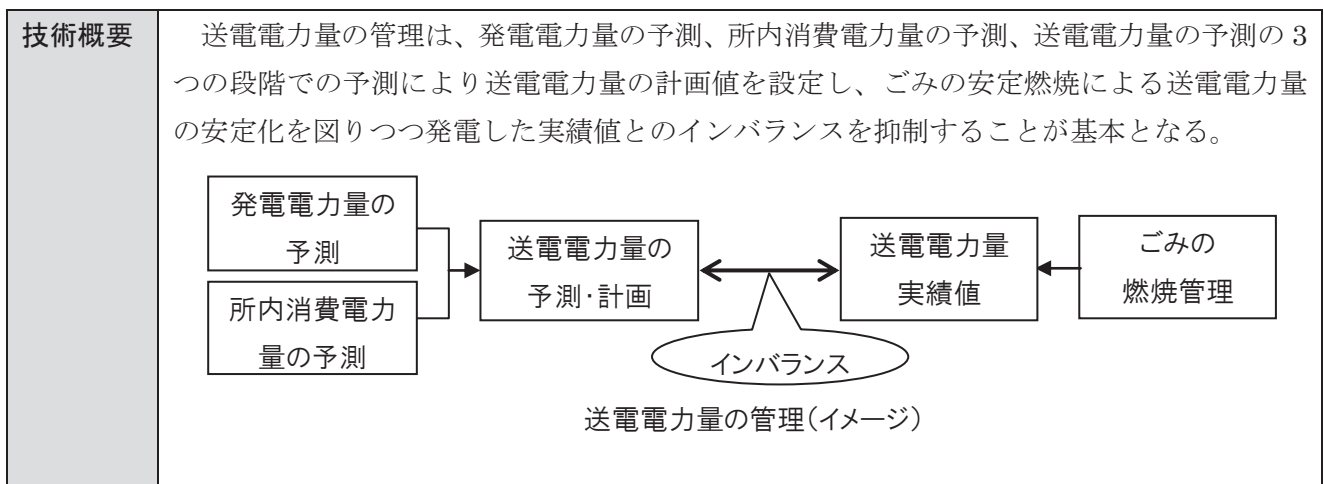 技術概要
送電電力量の管理は、発電電力量の予測、所内消費電力量の予測、送電電力量の予測の 3
つの段階での予測により送電電力量の計画値を設定し、ごみの安定燃焼による送電電力量
の安定化を図りつつ発電した実績値とのインバランスを抑制することが基本となる。
発電電力量の
予測
所内消費電力
量の予測
送電電力量の
予測・計画
インバランス
送電電力量
実績値
ごみの
燃焼管理
送電電力量の管理(イメージ)